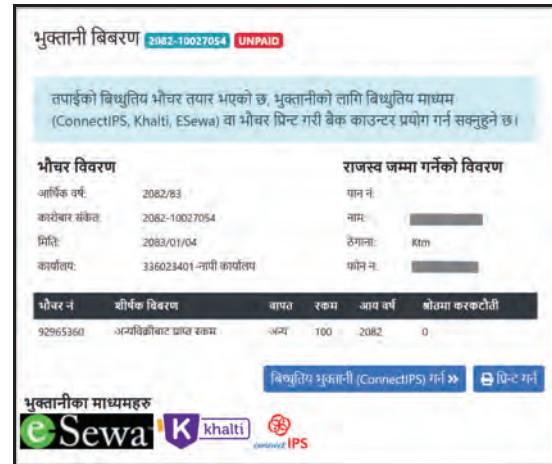 भुक्तानी बिबरण 2082-10027054 UNPAID
तपाईको बिध्युतिय भौचर तयार भएको छ, भुक्तानीको लागि बिध्युतिय माध्यम
(ConnectIPS, Khalti, ESewa) वा भौचर प्रिन्ट गरी बैक काउन्टर प्रयोग गर्न सक्नुहुने छ।
भौचर विवरण
आर्थिक वर्ष: 2082/83
कारोबार संकेत: 2082-10027054
मिति: 2083/01/04
कार्यालय: 336023401-नापी कार्यालय
राजस्व जम्मा गर्नेको विवरण
पान नं:
नाम:
ठेगाना: Ktm
फोन नं:
भौचर नं शीर्षक बिबरण बापत रकम आय वर्ष श्रोतमा करकटौती
92965360 अन्यविक्रीबाट प्राप्त रकम अन्य 100 2082 0
बिध्युतिय भुक्तानी (ConnectIPS) गर्न » प्रिन्ट गर्न
भुक्तानीका माध्यमहरु
eSewa K khalti connect IPS